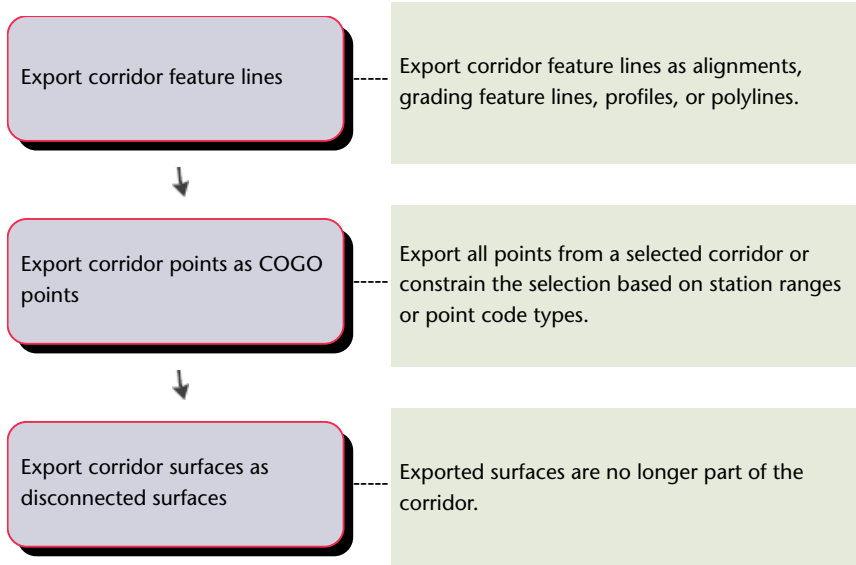 Export corridor feature lines
Export corridor feature lines as alignments,
grading feature lines, profiles, or polylines.
Export corridor points as COGO
points
Export all points from a selected corridor or
constrain the selection based on station ranges
or point code types.
Export corridor surfaces as
disconnected surfaces
Exported surfaces are no longer part of the
corridor.